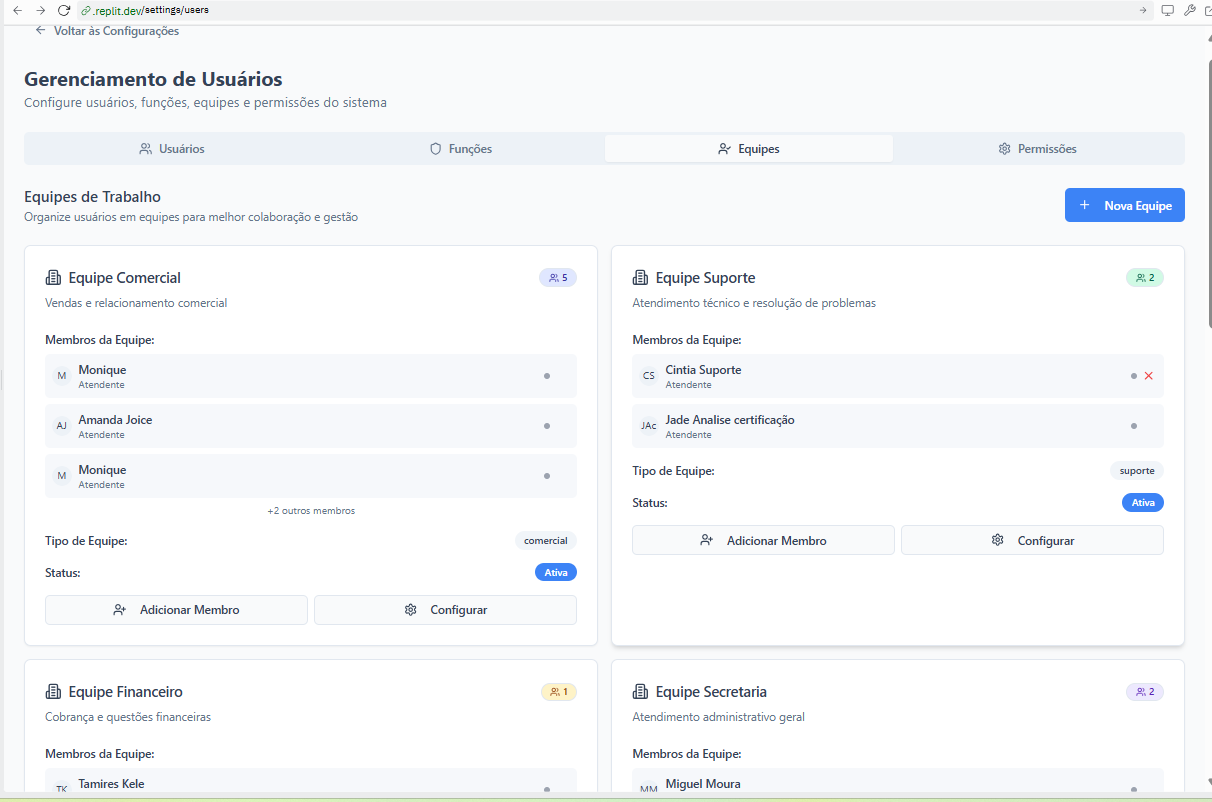 .replit.dev/settings/users
Voltar às Configurações
Gerenciamento de Usuários
Configure usuários, funções, equipes e permissões do sistema
Usuários
Funções
Equipes
Permissões
Equipes de Trabalho
Organize usuários em equipes para melhor colaboração e gestão
+ Nova Equipe
Equipe Comercial
5
Vendas e relacionamento comercial
Membros da Equipe:
M
Monique
Atendente
AJ
Amanda Joice
Atendente
M
Monique
Atendente
+2 outros membros
Tipo de Equipe:
comercial
Status:
Ativa
Adicionar Membro
Configurar
Equipe Suporte
2
Atendimento técnico e resolução de problemas
Membros da Equipe:
CS
Cintia Suporte
Atendente
JAc
Jade Analise certificação
Atendente
Tipo de Equipe:
suporte
Status:
Ativa
Adicionar Membro
Configurar
Equipe Financeiro
1
Cobrança e questões financeiras
Membros da Equipe:
TK
Tamires Kele
Equipe Secretaria
2
Atendimento administrativo geral
Membros da Equipe:
MM
Miguel Moura